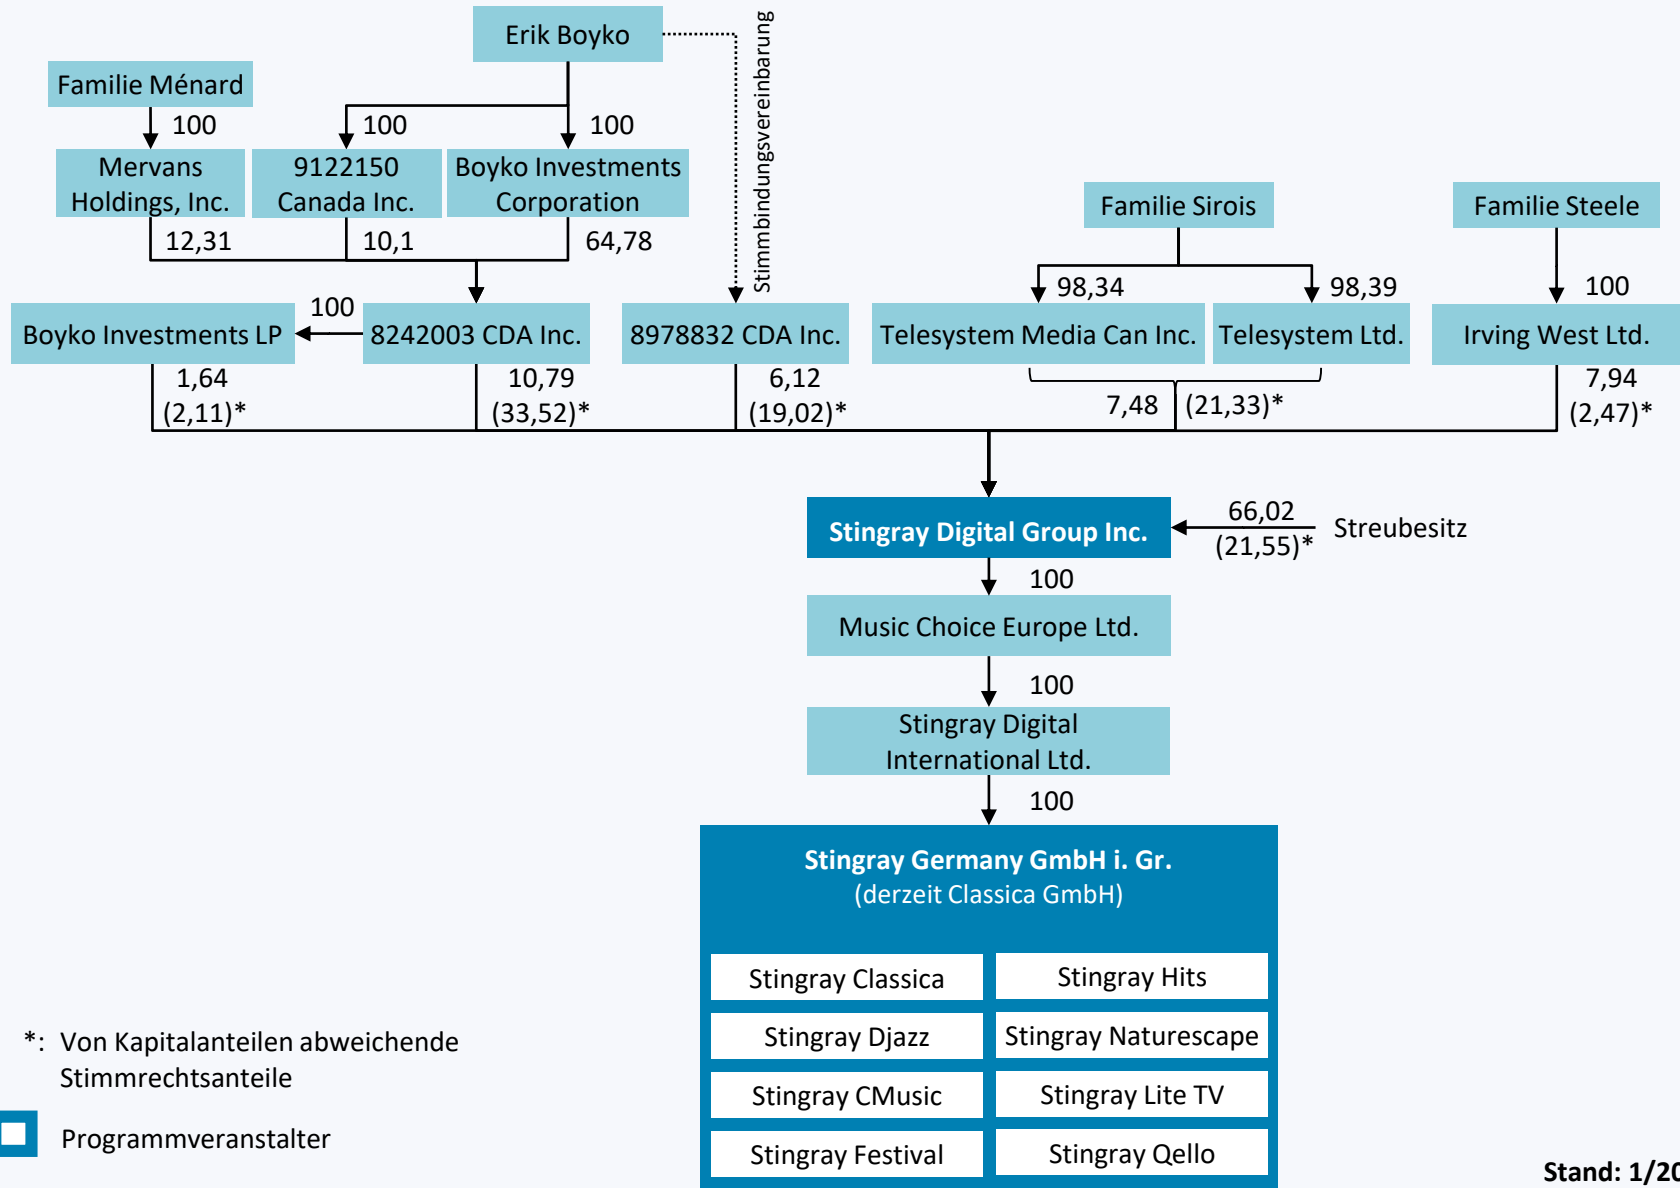 Erik Boyko
Stimmbindungsvereinbarung
Familie Ménard
100
100
100
Mervans
Holdings, Inc.
9122150
Canada Inc.
Boyko Investments
Corporation
Familie Sirois
Familie Steele
12,31
10,1
64,78
98,34
98,39
100
100
Boyko Investments LP
8242003 CDA Inc.
8978832 CDA Inc.
Telesystem Media Can Inc.
Telesystem Ltd.
Irving West Ltd.
1,64
(2,11)*
10,79
(33,52)*
6,12
(19,02)*
7,48
(21,33)*
7,94
(2,47)*
Stingray Digital Group Inc.
66,02
(21,55)*
Streubesitz
100
Music Choice Europe Ltd.
100
Stingray Digital
International Ltd.
100
Stingray Germany GmbH i. Gr.
(derzeit Classica GmbH)
Stingray Classica
Stingray Hits
Stingray Djazz
Stingray Naturescape
Stingray CMusic
Stingray Lite TV
Stingray Festival
Stingray Qello
*: Von Kapitalanteilen abweichende
Stimmrechtsanteile
Programmveranstalter
Stand: 1/20